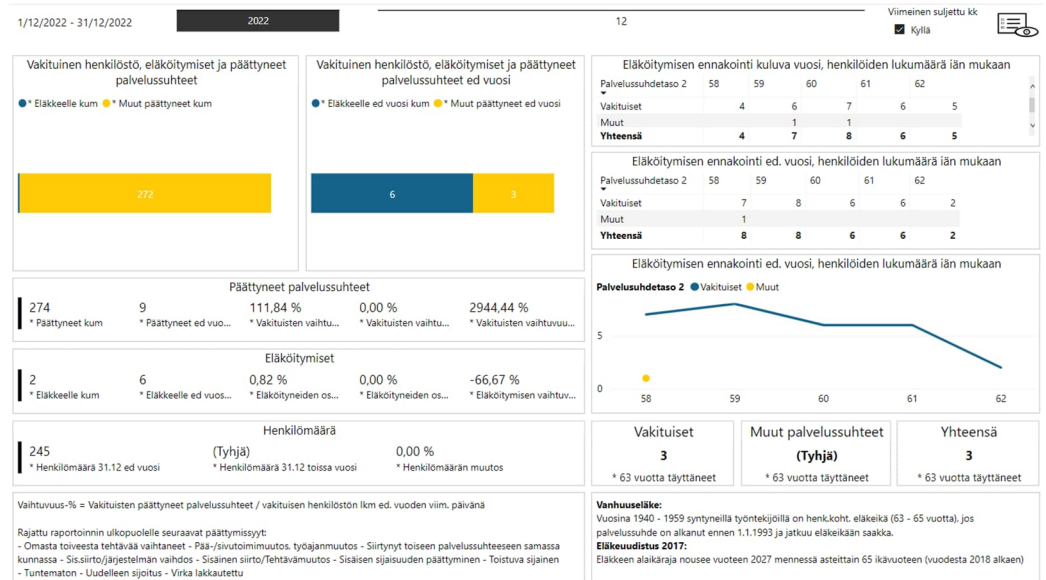 1/12/2022 - 31/12/2022
2022
12
Viimeinen suljettu kk
Kyllä
Vakituinen henkilöstö, eläköitymiset ja päättyneet
palvelussuhteet
* Eläkkeelle kum * Muut päättyneet kum
272
Vakituinen henkilöstö, eläköitymiset ja päättyneet
palvelussuhteet ed vuosi
* Eläkkeelle ed vuosi kum * Muut päättyneet ed vuosi
6 3
Eläköitymisen ennakointi kuluva vuosi, henkilöiden lukumäärä iän mukaan
Palvelussuhdetaso 2 58 59 60 61 62
Vakituiset 4 6 7 6 5
Muut 1 1
Yhteensä 4 7 8 6 5
Eläköitymisen ennakointi ed. vuosi, henkilöiden lukumäärä iän mukaan
Palvelussuhdetaso 2 58 59 60 61 62
Vakituiset 7 8 6 6 2
Muut 1
Yhteensä 8 8 6 6 2
Eläköitymisen ennakointi ed. vuosi, henkilöiden lukumäärä iän mukaan
Palvelusuhdetaso 2 Vakituiset Muut
5
0
58 59 60 61 62
Päättyneet palvelussuhteet
274 9 111,84 % 0,00 % 2944,44 %
* Päättyneet kum * Päättyneet ed vuo... * Vakituisten vaihtu... * Vakituisten vaihtu... * Vakituisten vaihtuvuu...
Eläköitymiset
2 6 0,82 % 0,00 % -66,67 %
* Eläkkeelle kum * Eläkkeelle ed vuos... * Eläköityneiden os... * Eläköityneiden os... * Eläköitymisen vaihtuv...
Henkilömäärä
245 (Tyhjä) 0,00 %
* Henkilömäärä 31.12 ed vuosi * Henkilömäärä 31.12 toissa vuosi * Henkilömäärän muutos
Vakituiset
3
* 63 vuotta täyttäneet
Muut palvelussuhteet
(Tyhjä)
* 63 vuotta täyttäneet
Yhteensä
3
* 63 vuotta täyttäneet
Vaihtuvuus-% = Vakituisten päättyneet palvelussuhteet / vakituisen henkilöstön lkm ed. vuoden viim. päivänä
Rajattu raportoinnin ulkopuolelle seuraavat päättymissyyt:
- Omasta toiveesta tehtävää vaihtaneet - Pää-/sivutoimimuutos, työajanmuutos - Siirtynyt toiseen palvelussuhteeseen samassa
kunnassa - Sis.siirto/järjestelmän vaihdos - Sisäinen siirto/Tehtävämuutos - Sisäisen sijaisuuden päättyminen - Toistuva sijainen
- Tuntematon - Uudelleen sijoitus - Virka lakkautettu
Vanhuuseläke:
Vuosina 1940 - 1959 syntyneillä työntekijöillä on henk.koht. eläkeikä (63 - 65 vuotta), jos
palvelussuhde on alkanut ennen 1.1.1993 ja jatkuu eläkeikään saakka.
Eläkeuudistus 2017:
Eläkkeen alaikäraja nousee vuoteen 2027 mennessä asteittain 65 ikävuoteen (vuodesta 2018 alkaen)